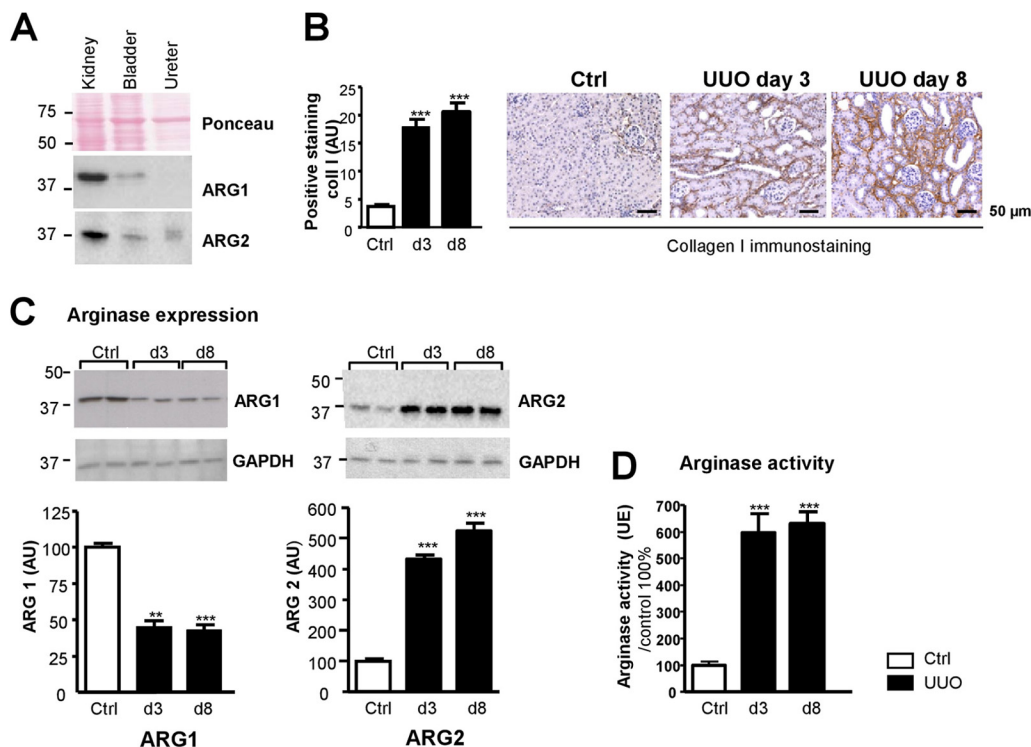 A
Kidney
Bladder
Ureter
75
50
Ponceau
37
ARG1
37
ARG2
B
Positive staining
coll I (AU)
25
20
15
10
5
0
***
***
Ctrl d3 d8
Ctrl UUO day 3 UUO day 8
50 µm
Collagen I immunostaining
C Arginase expression
Ctrl d3 d8
50
37
ARG1
37
GAPDH
Ctrl d3 d8
50
37
ARG2
37
GAPDH
ARG 1 (AU)
125
100
75
50
25
0
**
***
Ctrl d3 d8
ARG1
ARG 2 (AU)
600
500
400
300
200
100
0
***
***
Ctrl d3 d8
ARG2
D Arginase activity
Arginase activity (UE)
/control 100%
700
600
500
400
600
200
100
0
***
***
Ctrl d3 d8
Ctrl
UUO